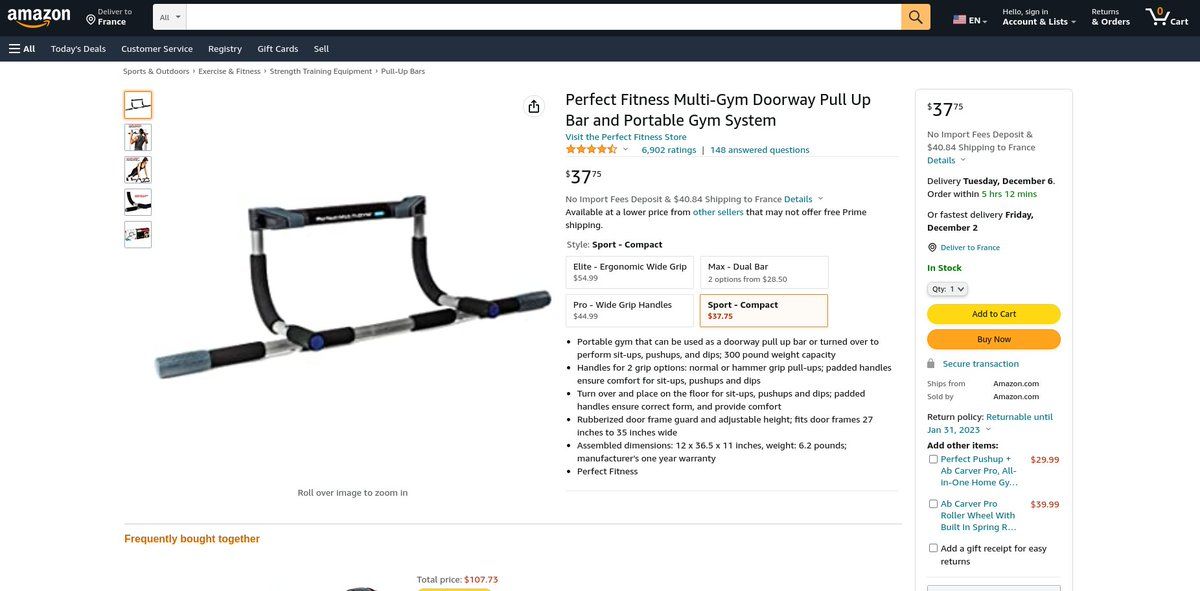 amazon
Deliver to
France
All
EN
Hello, sign in
Account & Lists
Returns
& Orders
0
Cart
All
Today's Deals
Customer Service
Registry
Gift Cards
Sell
Sports & Outdoors › Exercise & Fitness › Strength Training Equipment › Pull-Up Bars
Roll over image to zoom in
Perfect Fitness Multi-Gym Doorway Pull Up
Bar and Portable Gym System
Visit the Perfect Fitness Store
6,902 ratings | 148 answered questions
$37 75
No Import Fees Deposit & $40.84 Shipping to France Details
Available at a lower price from other sellers that may not offer free Prime
shipping.
Style: Sport - Compact
Elite - Ergonomic Wide Grip
$54.99
Max - Dual Bar
2 options from $28.50
Pro - Wide Grip Handles
$44.99
Sport - Compact
$37.75
• Portable gym that can be used as a doorway pull up bar or turned over to
perform sit-ups, pushups, and dips; 300 pound weight capacity
• Handles for 2 grip options: normal or hammer grip pull-ups; padded handles
ensure comfort for sit-ups, pushups and dips
• Turn over and place on the floor for sit-ups, pushups and dips; padded
handles ensure correct form, and provide comfort
• Rubberized door frame guard and adjustable height; fits door frames 27
inches to 35 inches wide
• Assembled dimensions: 12 x 36.5 x 11 inches, weight: 6.2 pounds;
manufacturer's one year warranty
• Perfect Fitness
$37 75
No Import Fees Deposit &
$40.84 Shipping to France
Details
Delivery Tuesday, December 6.
Order within 5 hrs 12 mins
Or fastest delivery Friday,
December 2
Deliver to France
In Stock
Qty: 1
Add to Cart
Buy Now
Secure transaction
Ships from Amazon.com
Sold by Amazon.com
Return policy: Returnable until
Jan 31, 2023
Add other items:
Perfect Pushup + $29.99
Ab Carver Pro, All-
in-One Home Gy...
Ab Carver Pro $39.99
Roller Wheel With
Built In Spring R...
Add a gift receipt for easy
returns
Frequently bought together
Total price: $107.73